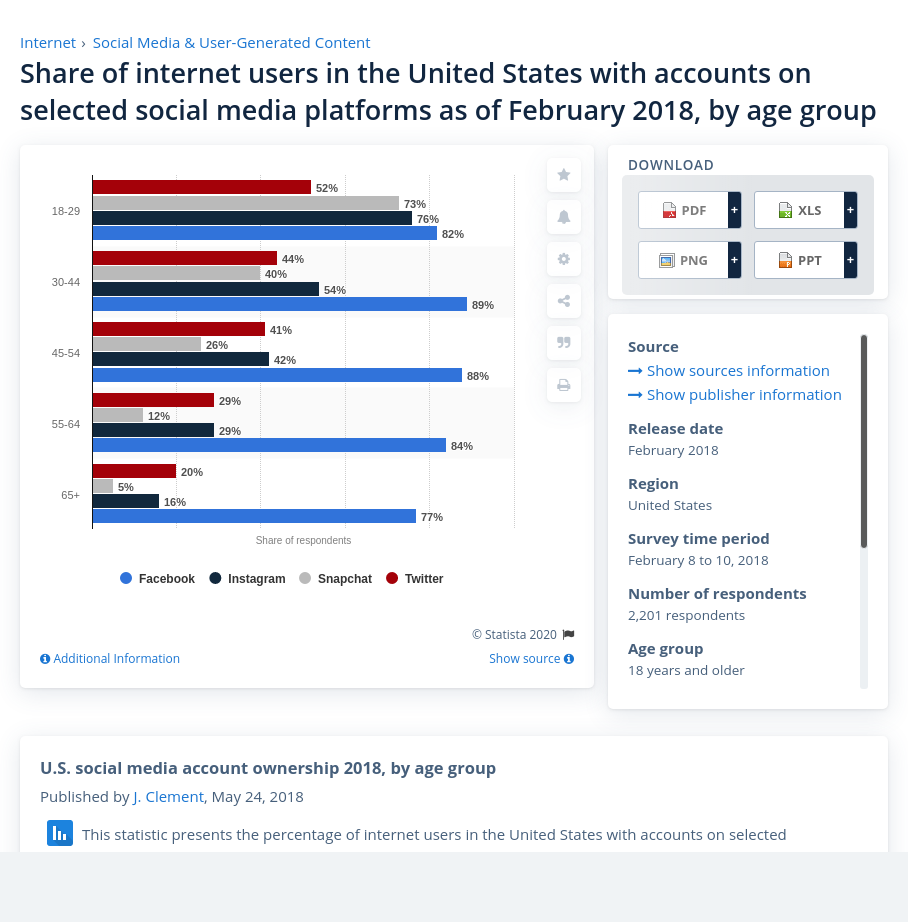 Internet › Social Media & User-Generated Content
Share of internet users in the United States with accounts on
selected social media platforms as of February 2018, by age group
18-29
52%
73%
76%
82%
30-44
44%
40%
54%
89%
45-54
41%
26%
42%
88%
55-64
29%
12%
29%
84%
65+
20%
5%
16%
77%
Share of respondents
Facebook Instagram Snapchat Twitter
© Statista 2020
Additional Information
Show source
DOWNLOAD
PDF + XLS +
PNG + PPT +
Source
Show sources information
Show publisher information
Release date
February 2018
Region
United States
Survey time period
February 8 to 10, 2018
Number of respondents
2,201 respondents
Age group
18 years and older
U.S. social media account ownership 2018, by age group
Published by J. Clement, May 24, 2018
This statistic presents the percentage of internet users in the United States with accounts on selected